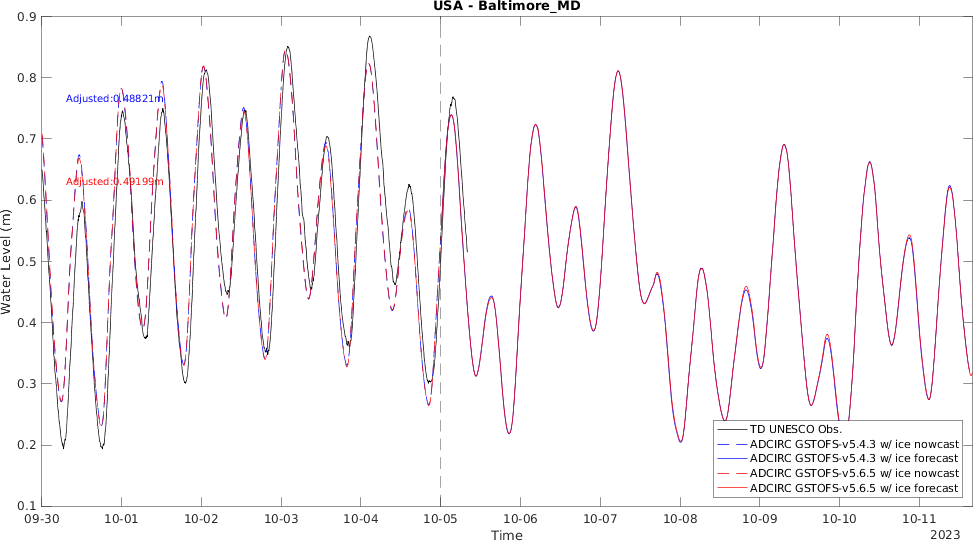 USA - Baltimore_MD
Water Level (m)
0.9
0.8
0.7
0.6
0.5
0.4
0.3
0.2
0.1
Adjusted:0.48821m
Adjusted:0.49199m
TD UNESCO Obs.
ADCIRC GSTOFS-v5.4.3 w/ ice nowcast
ADCIRC GSTOFS-v5.4.3 w/ ice forecast
ADCIRC GSTOFS-v5.6.5 w/ ice nowcast
ADCIRC GSTOFS-v5.6.5 w/ ice forecast
09-30 10-01 10-02 10-03 10-04 10-05 10-06 10-07 10-08 10-09 10-10 10-11
Time
2023